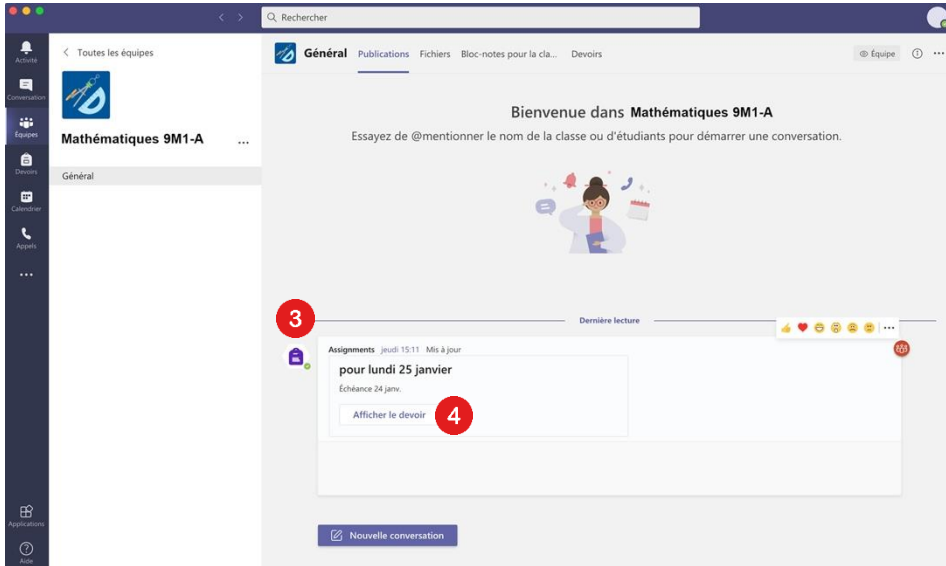 Rechercher
Activité
Conversation
Équipes
Devoirs
Calendrier
Appels
Applications
Aide
Toutes les équipes
Mathématiques 9M1-A ...
Général
Général Publications Fichiers Bloc-notes pour la cla... Devoirs Équipe
Bienvenue dans Mathématiques 9M1-A
Essayez de @mentionner le nom de la classe ou d'étudiants pour démarrer une conversation.
3
Dernière lecture
Assignments jeudi 15:11 Mis à jour
pour lundi 25 janvier
Échéance 24 janv.
Afficher le devoir 4
Nouvelle conversation